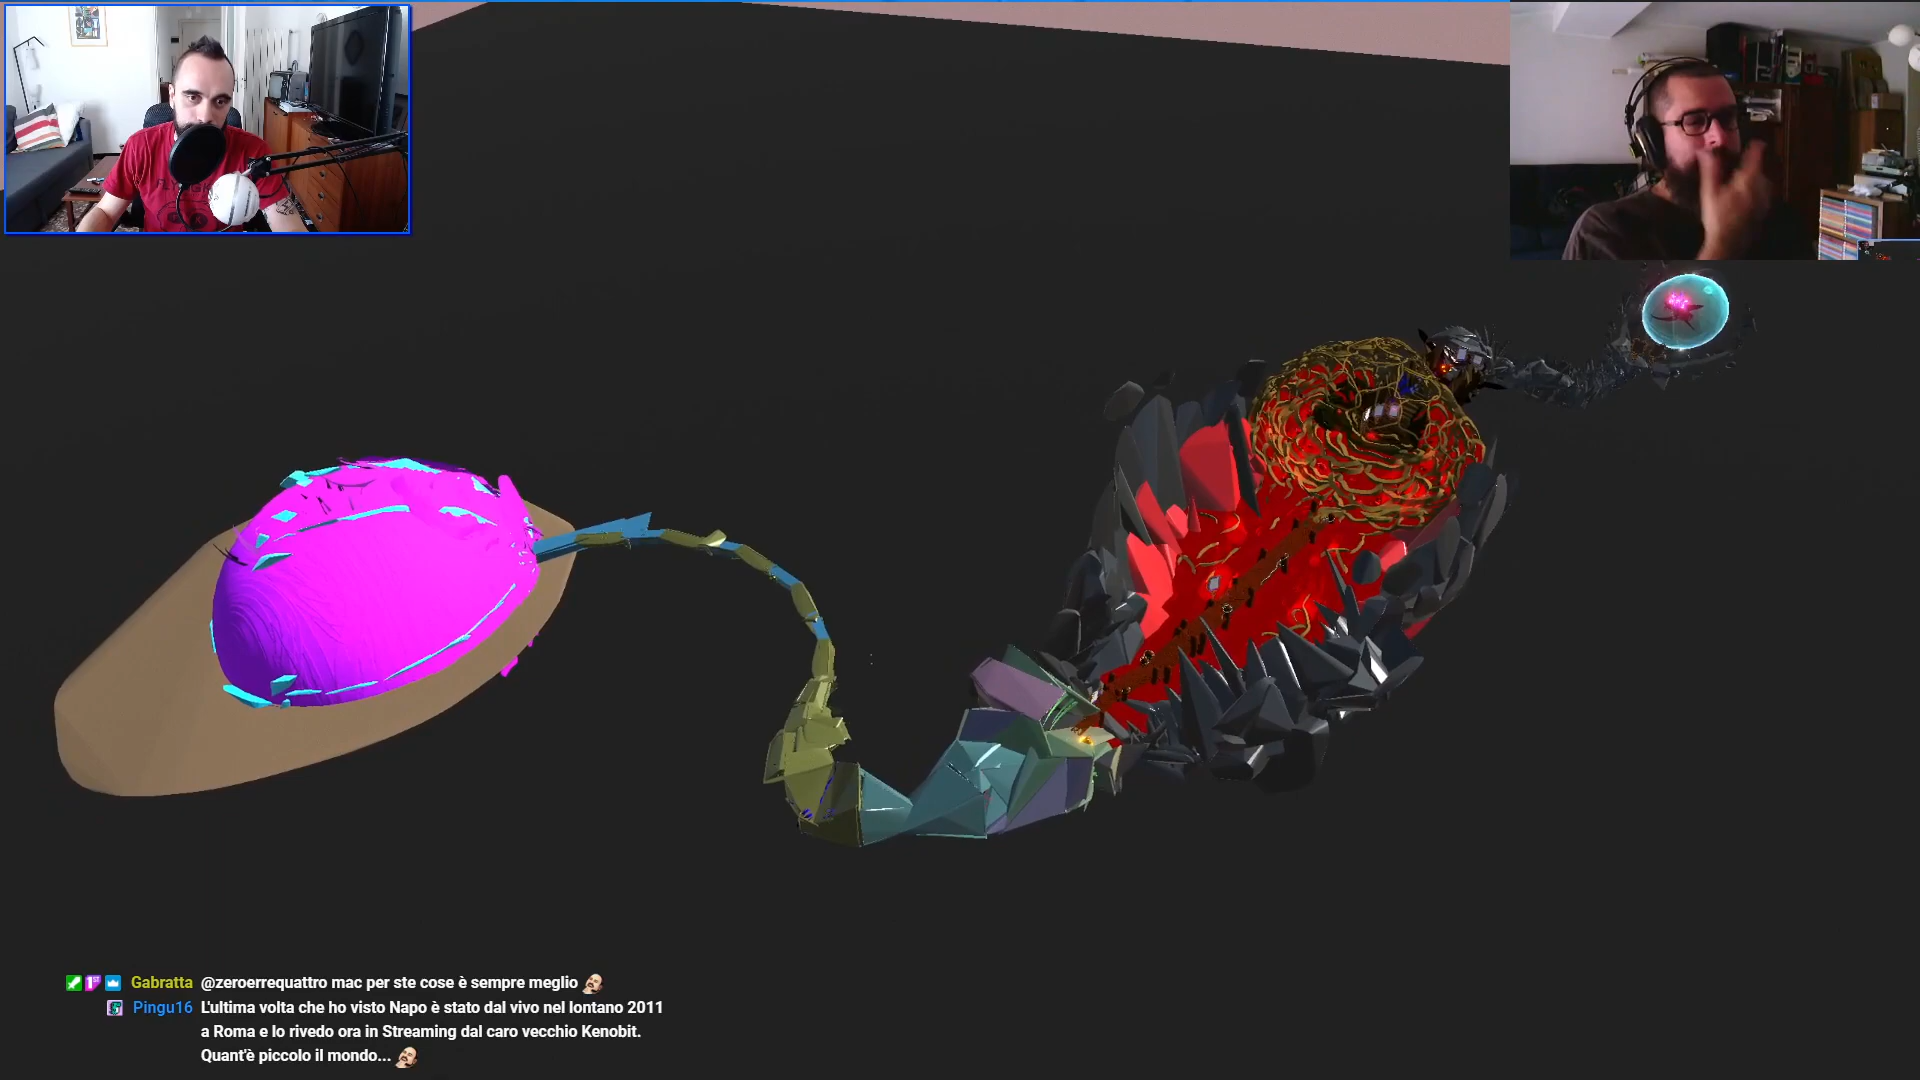 Gabratta @zeroerrequattro mac per ste cose è sempre meglio
Pingu16 L'ultima volta che ho visto Napo è stato dal vivo nel lontano 2011
a Roma e lo rivedo ora in Streaming dal caro vecchio Kenobit.
Quant'è piccolo il mondo...